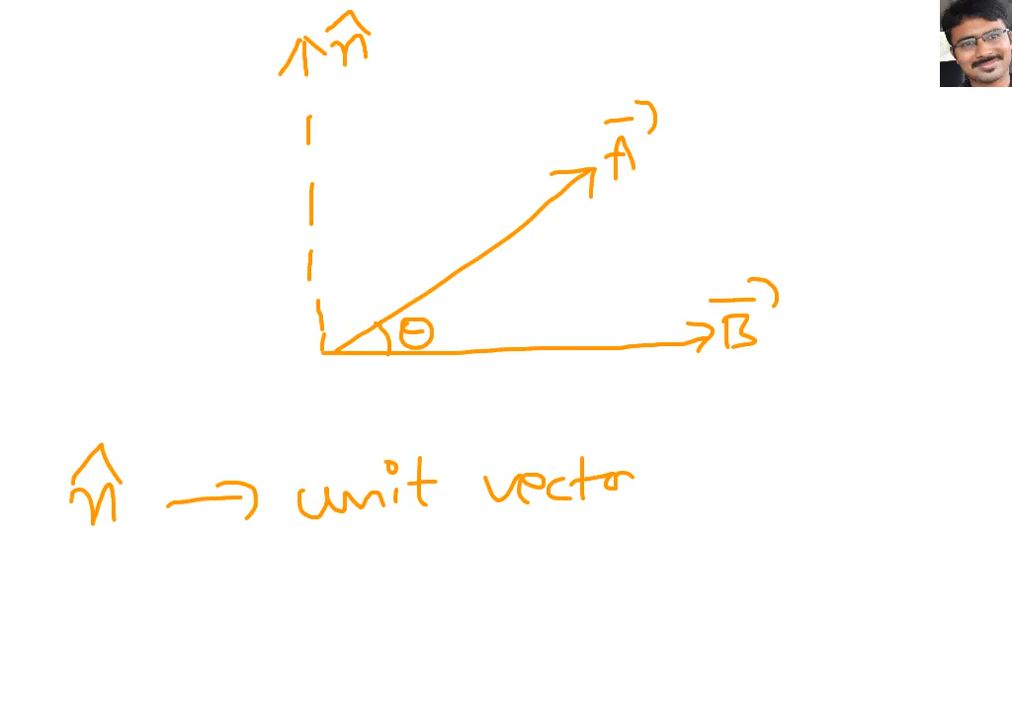 n̂
A⃗
θ
B⃗
n̂ → unit vector